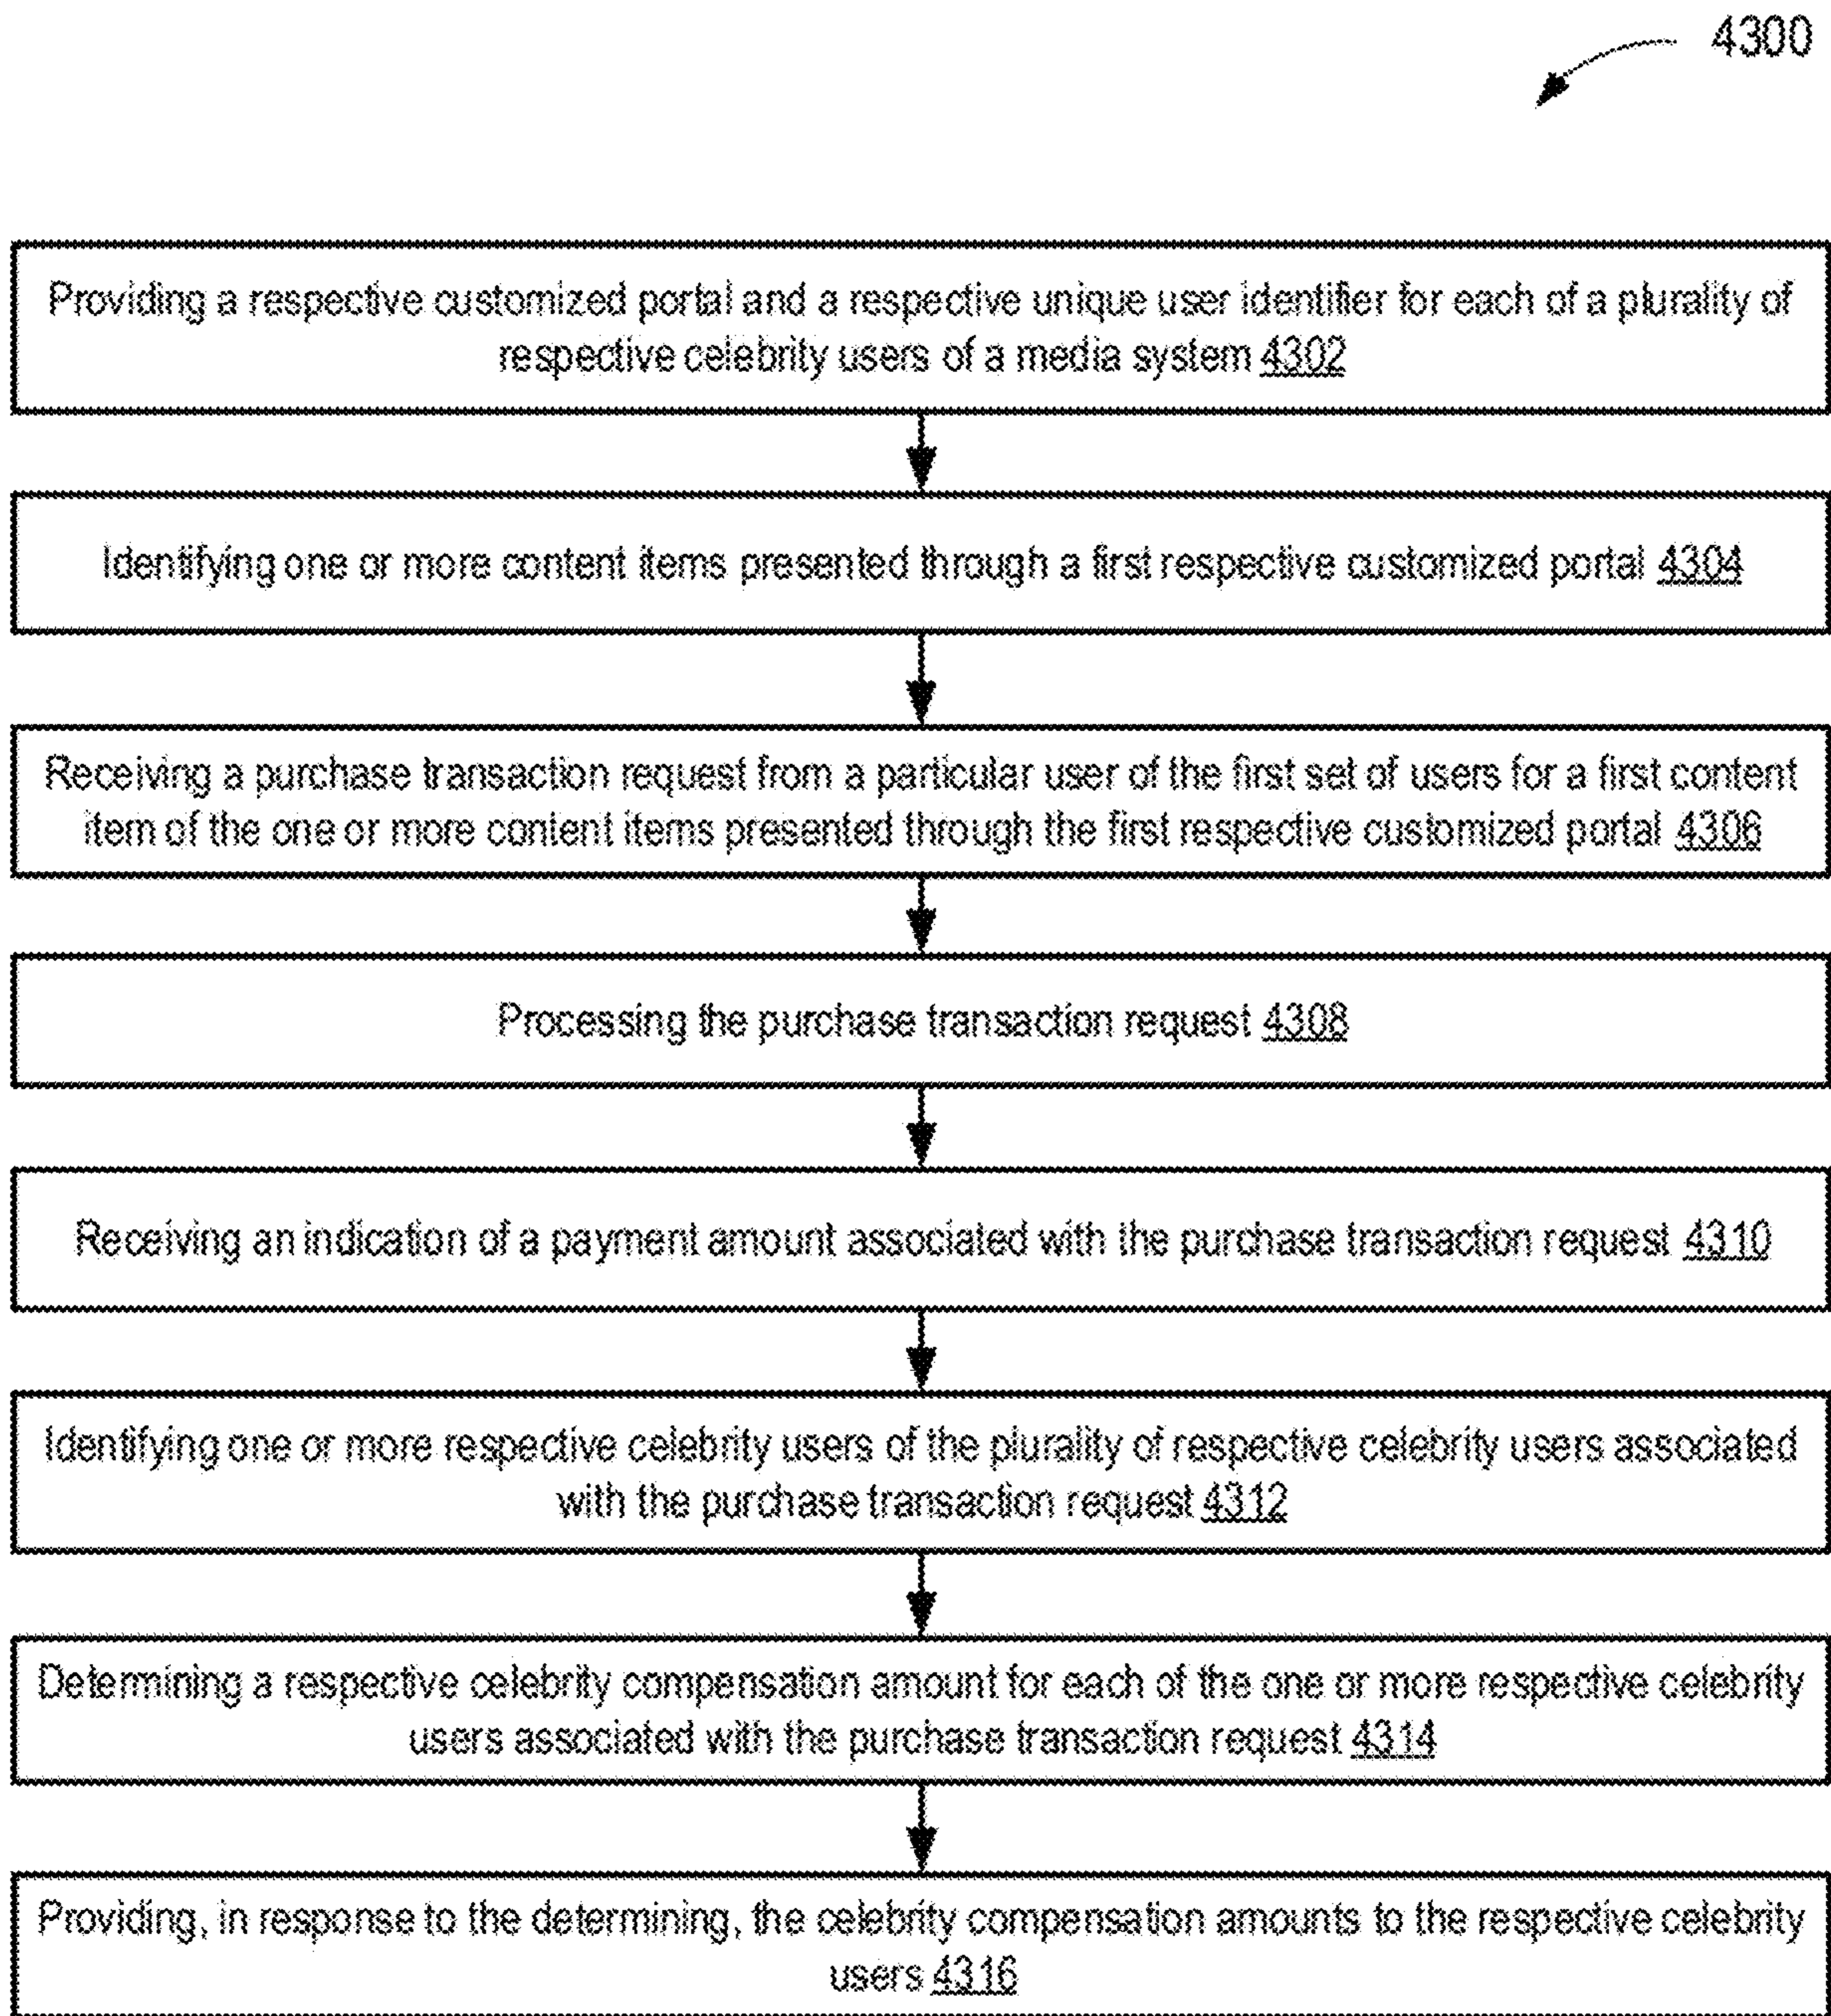 4300
Providing a respective customized portal and a respective unique user identifier for each of a plurality of
respective celebrity users of a media system 4302
Identifying one or more content items presented through a first respective customized portal 4304
Receiving a purchase transaction request from a particular user of the first set of users for a first content
item of the one or more content items presented through the first respective customized portal 4306
Processing the purchase transaction request 4308
Receiving an indication of a payment amount associated with the purchase transaction request 4310
Identifying one or more respective celebrity users of the plurality of respective celebrity users associated
with the purchase transaction request 4312
Determining a respective celebrity compensation amount for each of the one or more respective celebrity
users associated with the purchase transaction request 4314
Providing, in response to the determining, the celebrity compensation amounts to the respective celebrity
users 4316